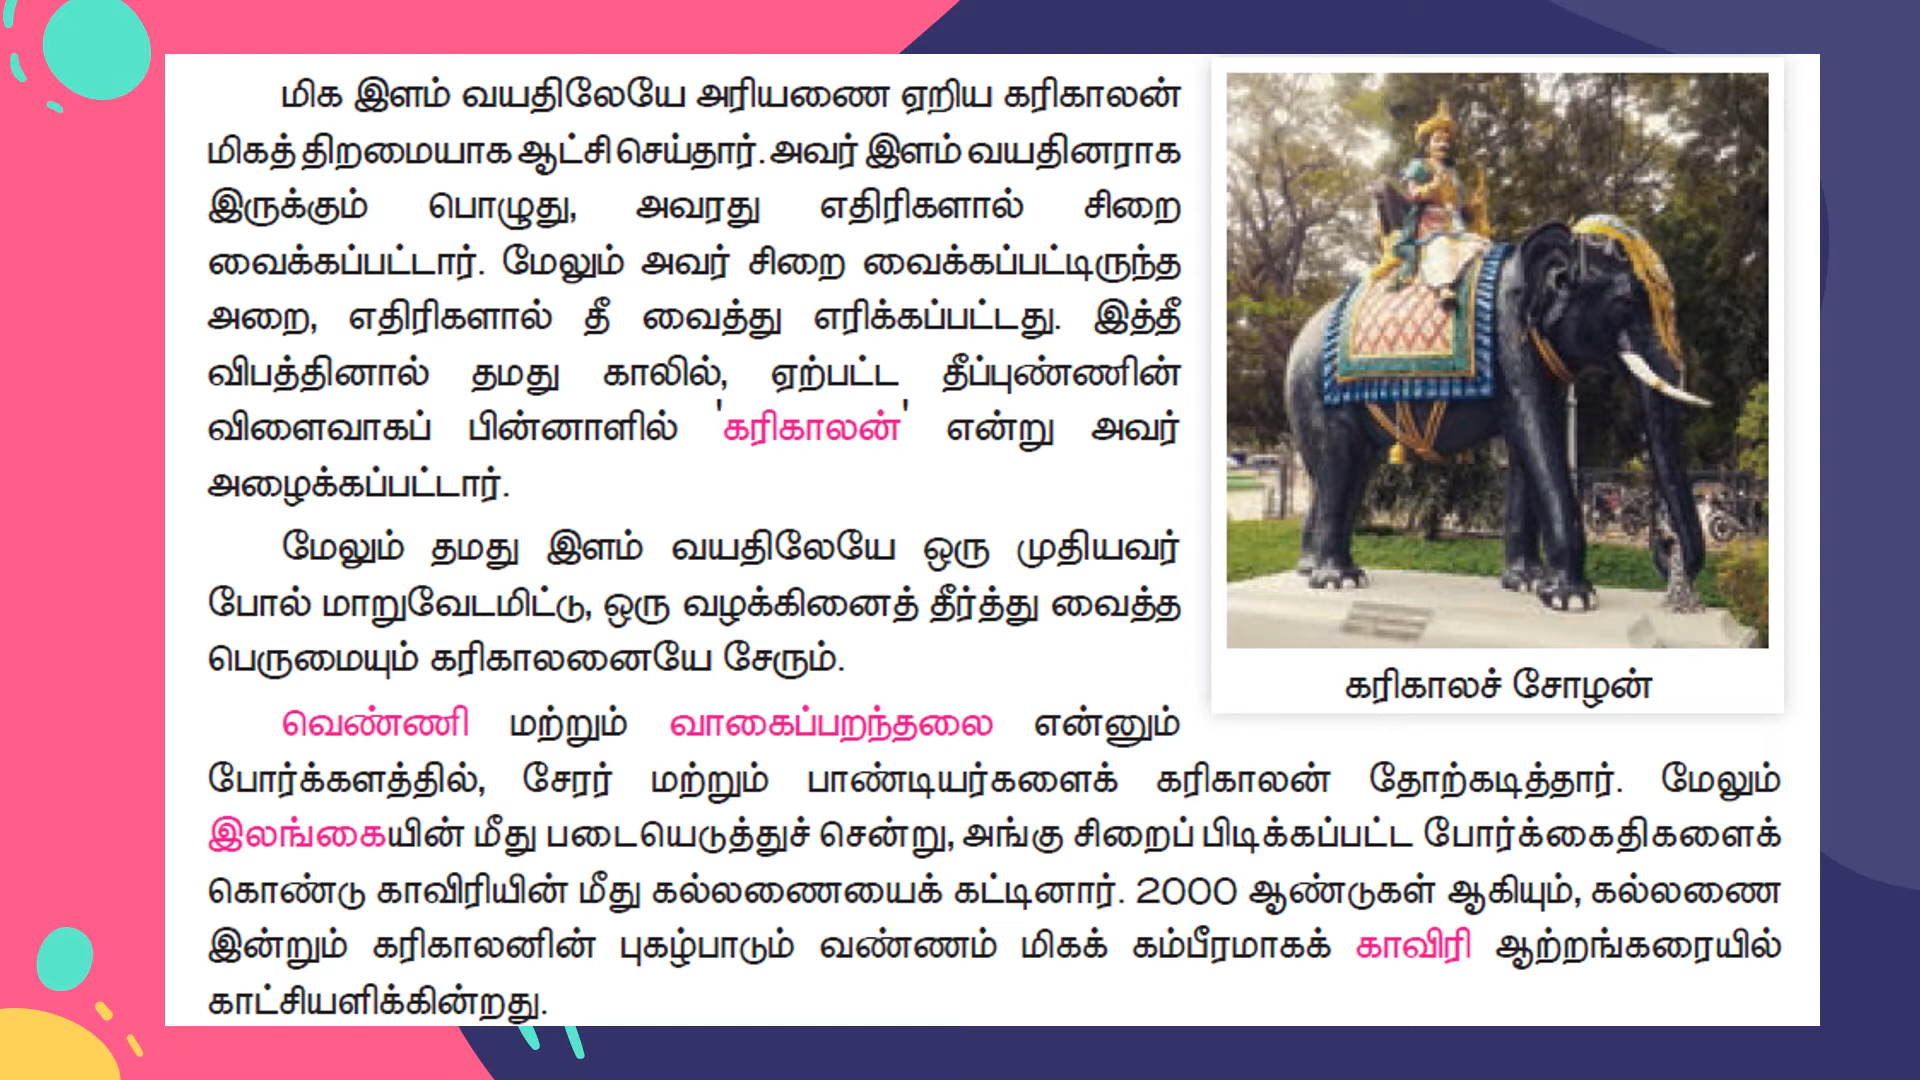 மிக இளம் வயதிலேயே அரியணை ஏறிய கரிகாலன்
மிகத் திறமையாக ஆட்சி செய்தார். அவர் இளம் வயதினராக
இருக்கும் பொழுது, அவரது எதிரிகளால் சிறை
வைக்கப்பட்டார். மேலும் அவர் சிறை வைக்கப்பட்டிருந்த
அறை, எதிரிகளால் தீ வைத்து எரிக்கப்பட்டது. இத்தீ
விபத்தினால் தமது காலில், ஏற்பட்ட தீப்புண்ணின்
விளைவாகப் பின்னாளில் 'கரிகாலன்' என்று அவர்
அழைக்கப்பட்டார்.
மேலும் தமது இளம் வயதிலேயே ஒரு முதியவர்
போல் மாறுவேடமிட்டு, ஒரு வழக்கினைத் தீர்த்து வைத்த
பெருமையும் கரிகாலனையே சேரும்.
கரிகாலச் சோழன்
வெண்ணி மற்றும் வாகைப்பறந்தலை என்னும்
போர்க்களத்தில், சேரர் மற்றும் பாண்டியர்களைக் கரிகாலன் தோற்கடித்தார். மேலும்
இலங்கையின் மீது படையெடுத்துச் சென்று, அங்கு சிறைப் பிடிக்கப்பட்ட போர்க்கைதிகளைக்
கொண்டு காவிரியின் மீது கல்லணையைக் கட்டினார். 2000 ஆண்டுகள் ஆகியும், கல்லணை
இன்றும் கரிகாலனின் புகழ்பாடும் வண்ணம் மிகக் கம்பீரமாகக் காவிரி ஆற்றங்கரையில்
காட்சியளிக்கின்றது.